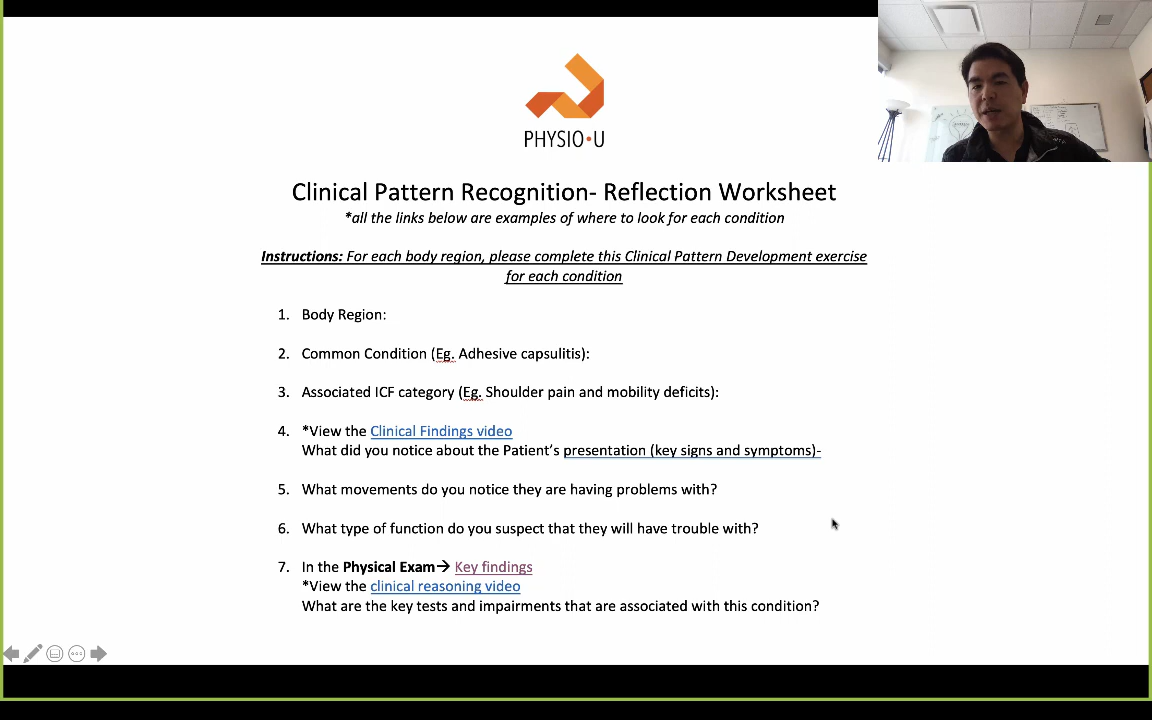 PHYSIO•U
Clinical Pattern Recognition- Reflection Worksheet
*all the links below are examples of where to look for each condition
Instructions: For each body region, please complete this Clinical Pattern Development exercise
for each condition
1. Body Region:
2. Common Condition (Eg. Adhesive capsulitis):
3. Associated ICF category (Eg. Shoulder pain and mobility deficits):
4. *View the Clinical Findings video
What did you notice about the Patient’s presentation (key signs and symptoms)-
5. What movements do you notice they are having problems with?
6. What type of function do you suspect that they will have trouble with?
7. In the Physical Exam→ Key findings
*View the clinical reasoning video
What are the key tests and impairments that are associated with this condition?